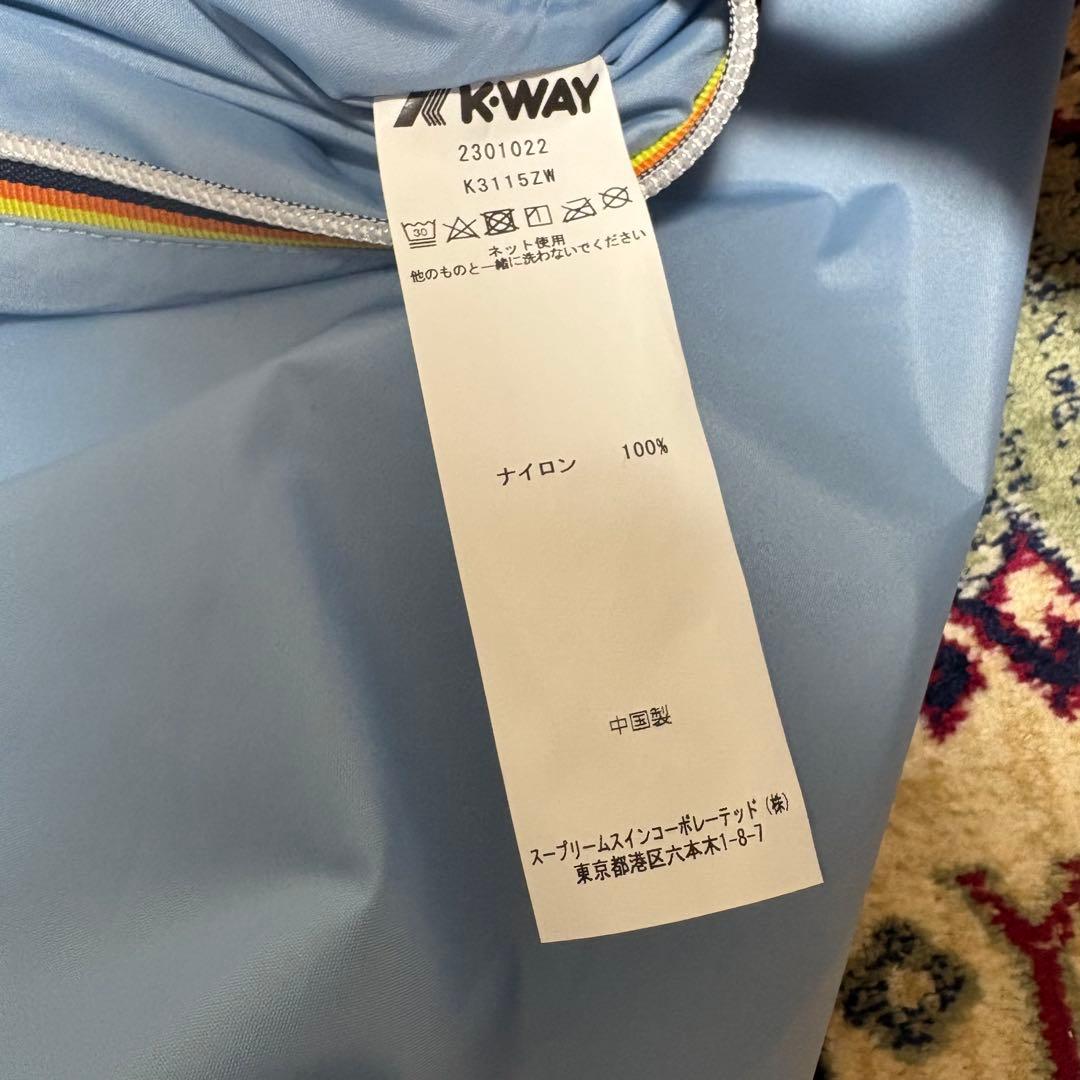 K·WAY
2301022
K3115ZW
30
ネット使用
他のものと一緒に洗わないでください
ナイロン 100%
中国製
スープリームスインコーポレーテッド(株)
東京都港区六本木1-8-7